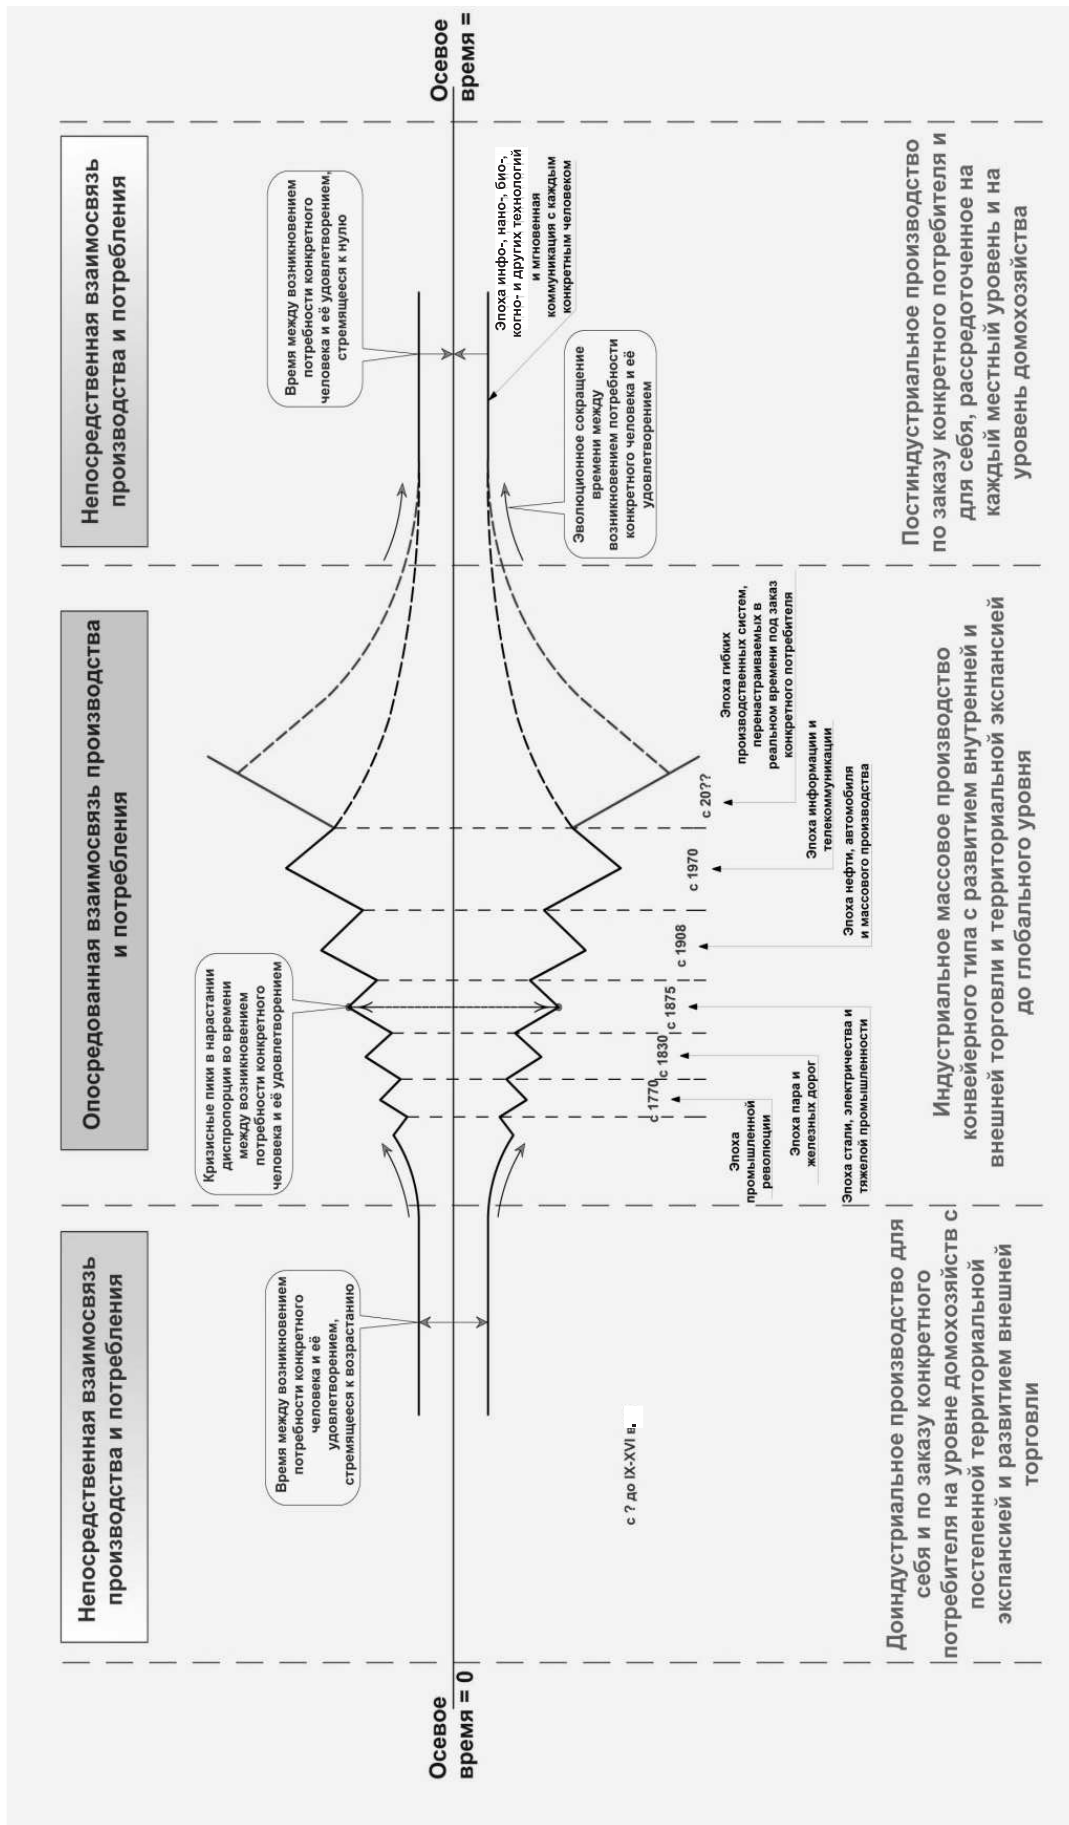 Непосредственная взаимосвязь
производства и потребления
Опосредованная взаимосвязь производства
и потребления
Непосредственная взаимосвязь
производства и потребления
Время между возникновением
потребности конкретного
человека и её
удовлетворением,
стремящееся к возрастанию
Кризисные пики в нарастании
диспропорции во времени
между возникновением
потребности конкретного
человека и её удовлетворением
Время между возникновением
потребности конкретного
человека и её удовлетворением,
стремящееся к нулю
Осевое
время = 0
Осевое
время =
Эпоха инфо-, нано-, био-,
когно- и других технологий
и мгновенная
коммуникация с каждым
конкретным человеком
Эволюционное сокращение
времени между
возникновением потребности
конкретного человека и её
удовлетворением
с ? до IX-XVI в.
с 1770
с 1830
с 1875
с 1908
с 1970
с 20??
Эпоха
промышленной
революции
Эпоха пара и
железных дорог
Эпоха стали, электричества и
тяжелой промышленности
Эпоха нефти, автомобиля
и массового производства
Эпоха информации и
телекоммуникации
Эпоха гибких
производственных систем,
перенастраиваемых в
реальном времени под заказ
конкретного потребителя
Доиндустриальное производство для
себя и по заказу конкретного
потребителя на уровне домохозяйств с
постепенной территориальной
экспансией и развитием внешней
торговли
Индустриальное массовое производство
конвейерного типа с развитием внутренней и
внешней торговли и территориальной экспансией
до глобального уровня
Постиндустриальное производство
по заказу конкретного потребителя и
для себя, рассредоточенное на
каждый местный уровень и на
уровень домохозяйства